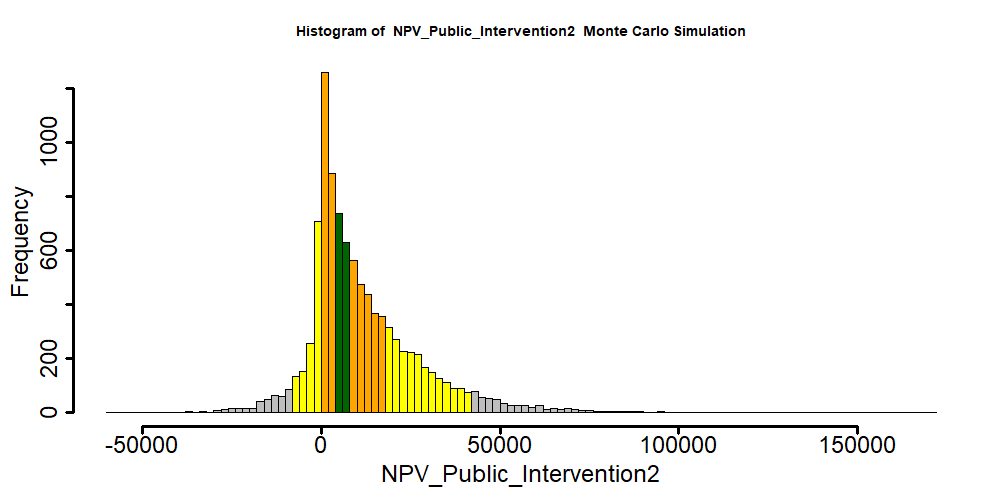 Histogram of NPV_Public_Intervention2 Monte Carlo Simulation
Frequency
1000
600
200
0
-50000 0 50000 100000 150000
NPV_Public_Intervention2